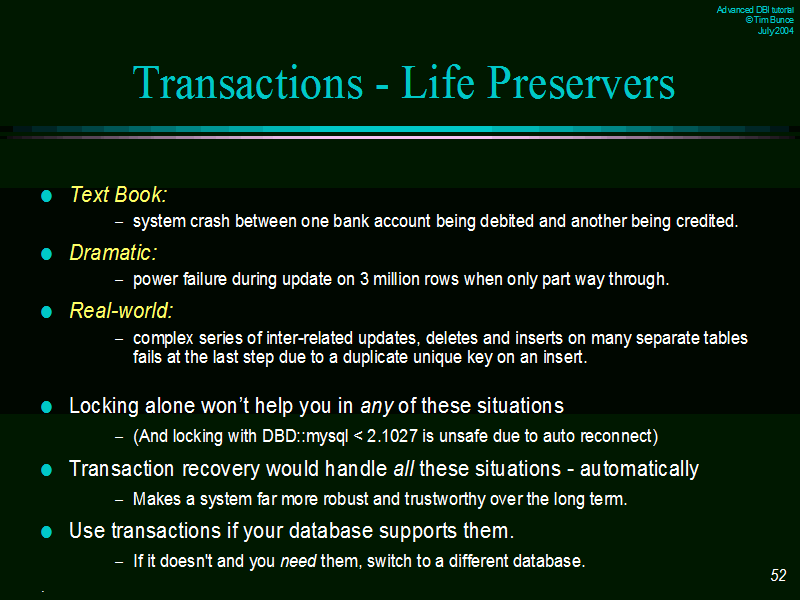 Advanced DBI tutorial
© Tim Bunce
July 2004
Transactions - Life Preservers
Text Book:
– system crash between one bank account being debited and another being credited.
Dramatic:
– power failure during update on 3 million rows when only part way through.
Real-world:
– complex series of inter-related updates, deletes and inserts on many separate tables
fails at the last step due to a duplicate unique key on an insert.
Locking alone won’t help you in any of these situations
– (And locking with DBD::mysql < 2.1027 is unsafe due to auto reconnect)
Transaction recovery would handle all these situations - automatically
– Makes a system far more robust and trustworthy over the long term.
Use transactions if your database supports them.
– If it doesn't and you need them, switch to a different database.
52
.